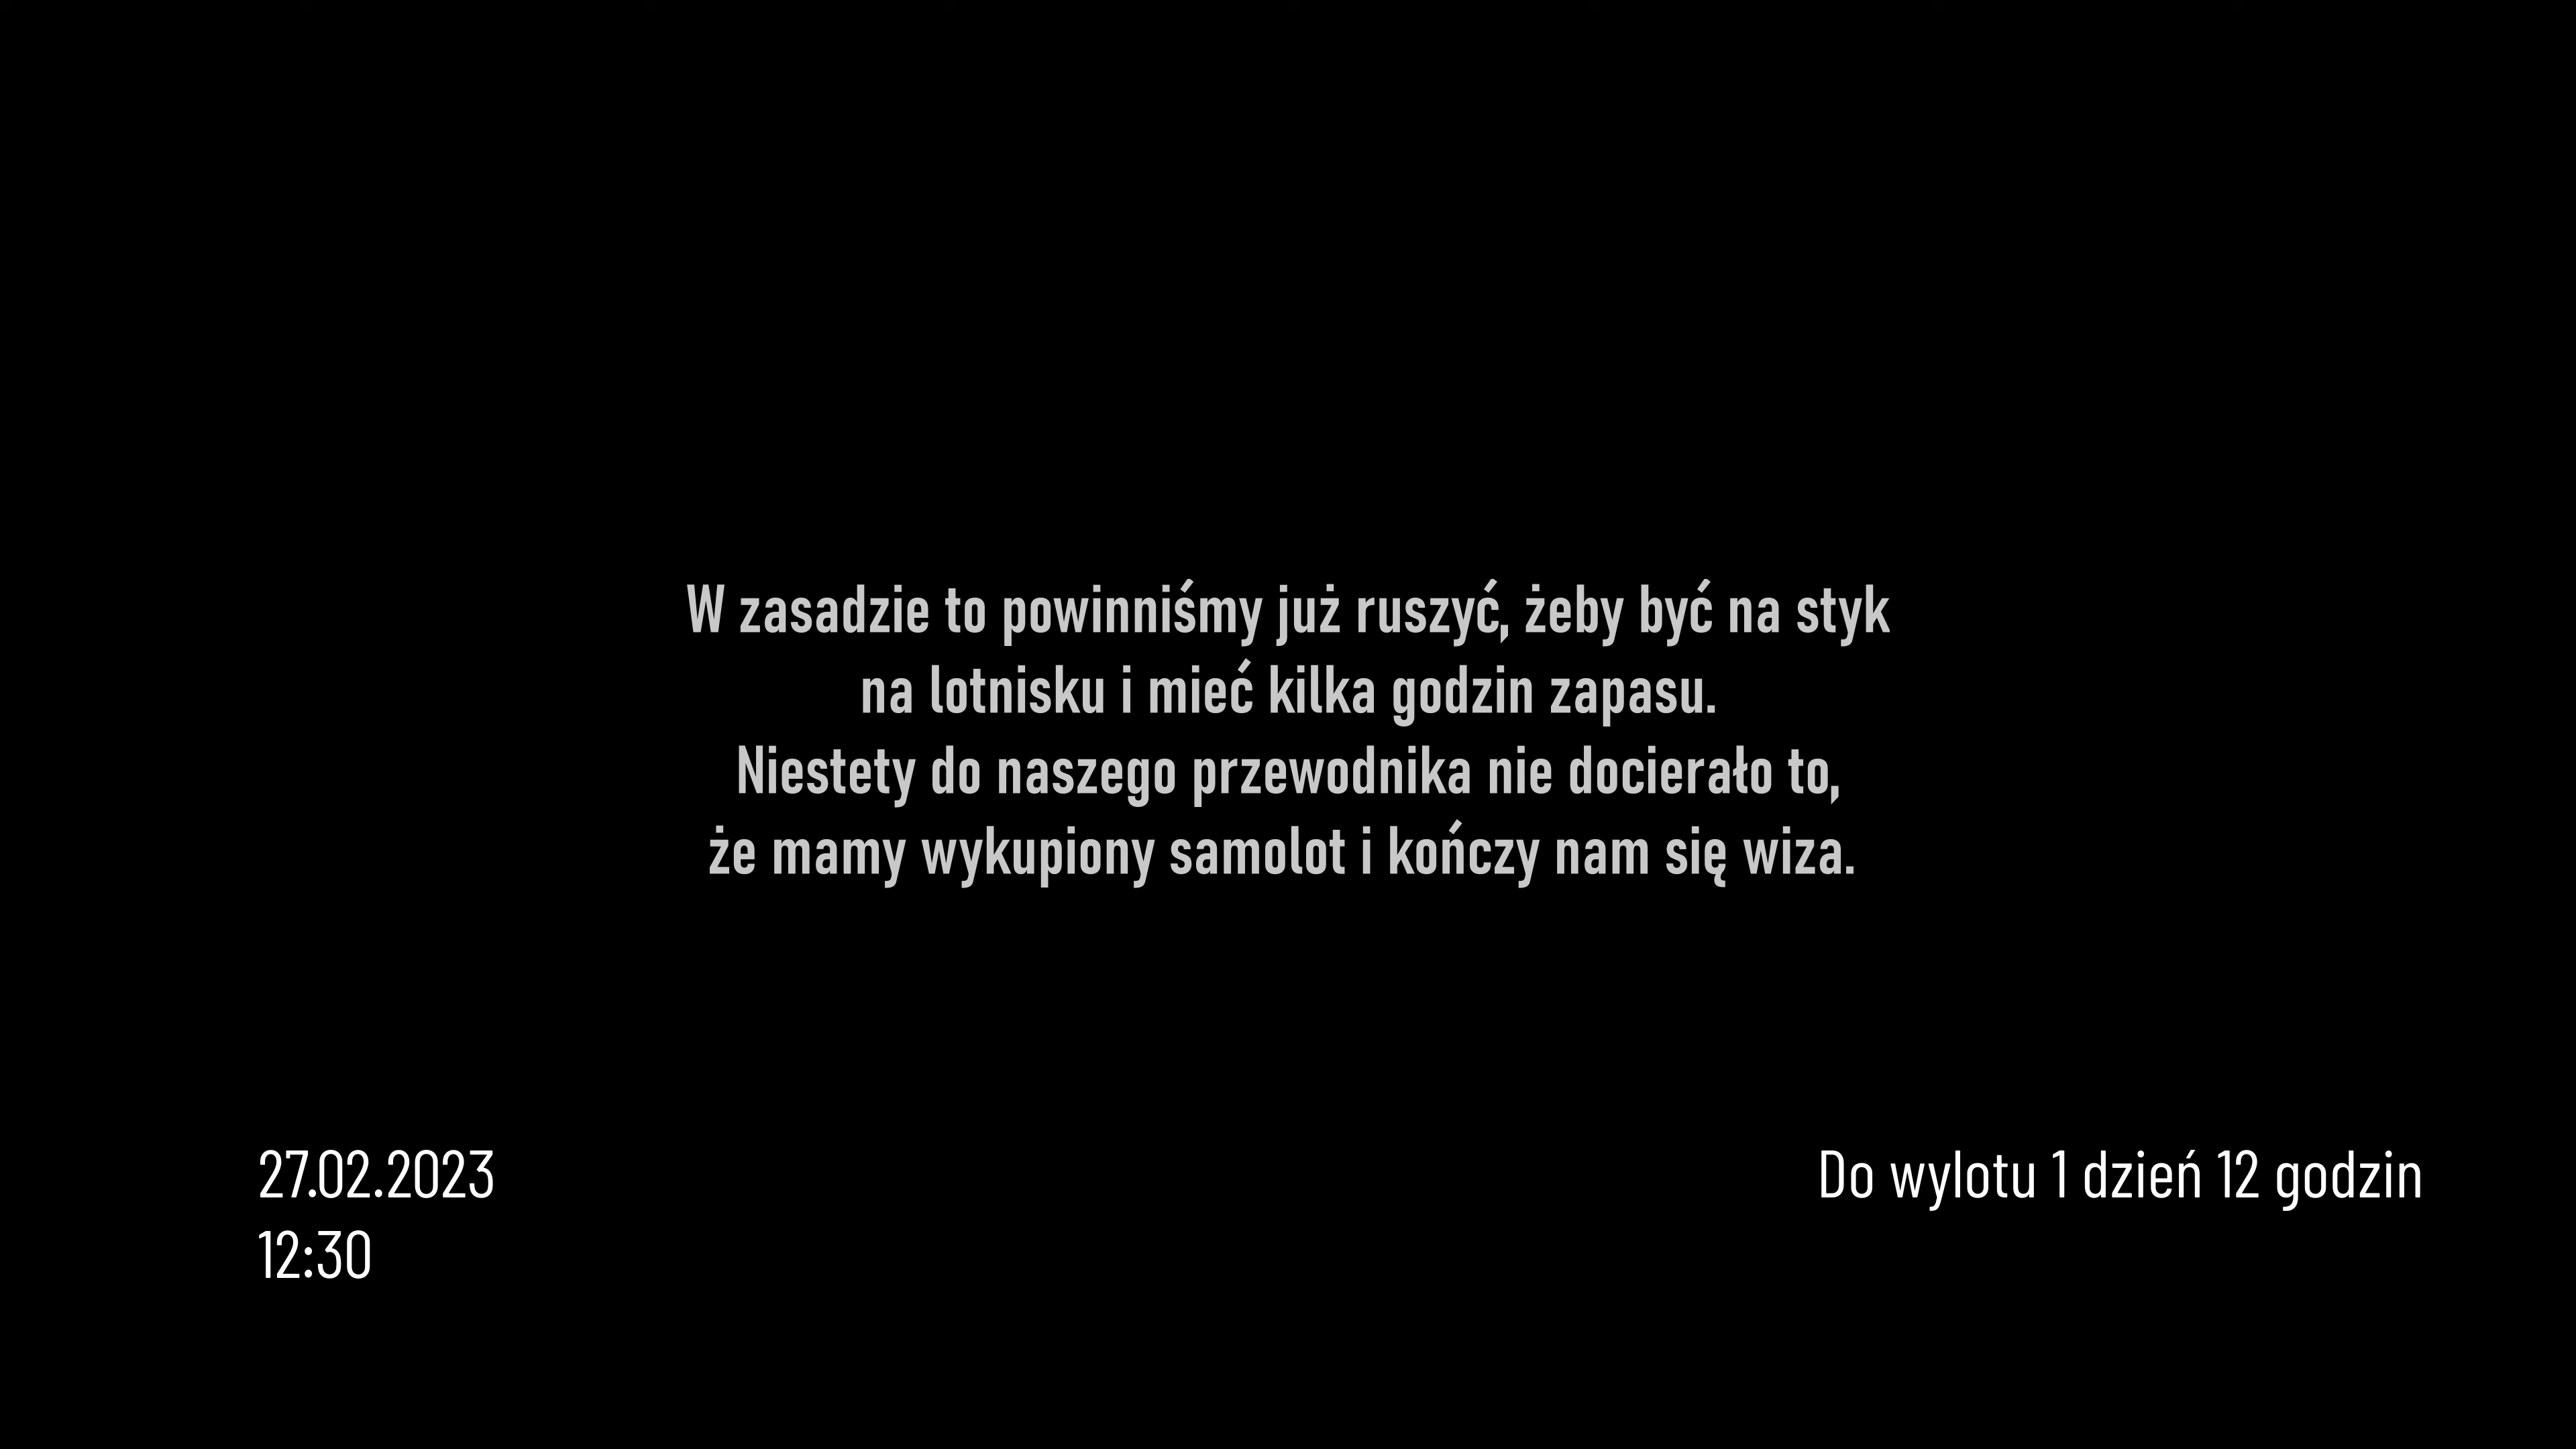 W zasadzie to powinniśmy już ruszyć, żeby być na styk
na lotnisku i mieć kilka godzin zapasu.
Niestety do naszego przewodnika nie docierało to,
że mamy wykupiony samolot i kończy nam się wiza.
27.02.2023
12:30
Do wylotu 1 dzień 12 godzin